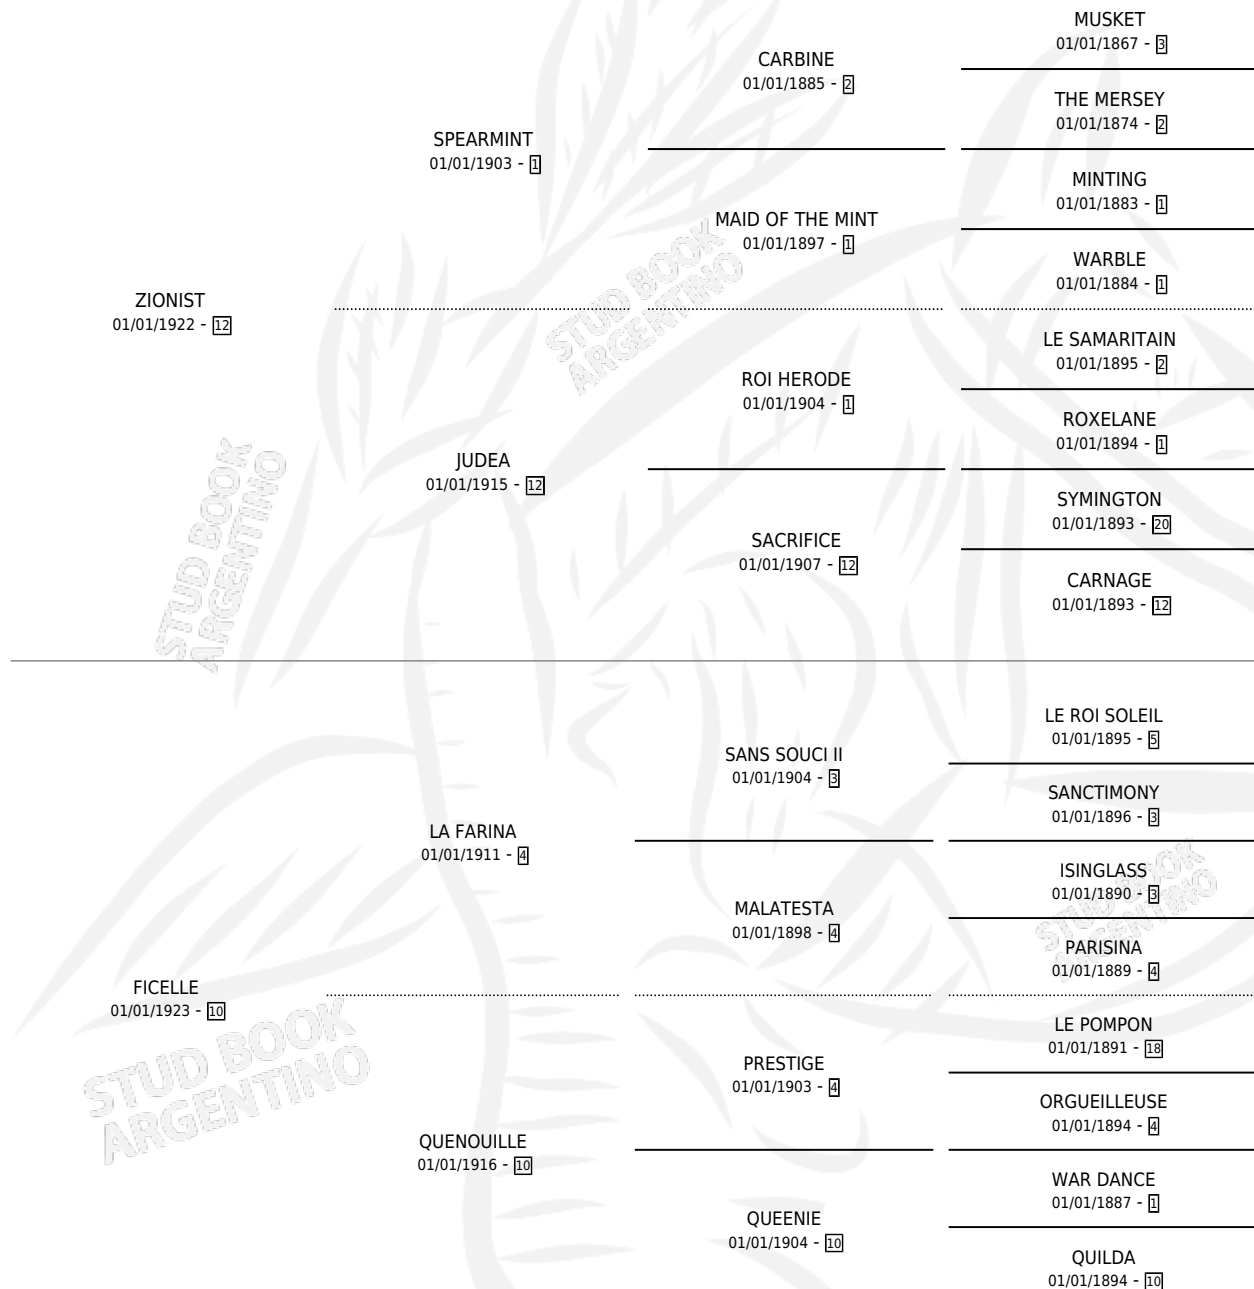 MUSKET
01/01/1867 - 3
CARBINE
01/01/1885 - 2
THE MERSEY
01/01/1874 - 2
SPEARMINT
01/01/1903 - 1
MINTING
01/01/1883 - 1
MAID OF THE MINT
01/01/1897 - 1
WARBLE
01/01/1884 - 1
ZIONIST
01/01/1922 - 12
LE SAMARITAIN
01/01/1895 - 2
ROI HERODE
01/01/1904 - 1
ROXELANE
01/01/1894 - 1
JUDEA
01/01/1915 - 12
SYMINGTON
01/01/1893 - 20
SACRIFICE
01/01/1907 - 12
CARNAGE
01/01/1893 - 12
LE ROI SOLEIL
01/01/1895 - 5
SANS SOUCI II
01/01/1904 - 3
SANCTIMONY
01/01/1896 - 3
LA FARINA
01/01/1911 - 4
ISINGLASS
01/01/1890 - 3
MALATESTA
01/01/1898 - 4
PARISINA
01/01/1889 - 4
FICELLE
01/01/1923 - 10
LE POMPON
01/01/1891 - 18
PRESTIGE
01/01/1903 - 4
ORGUEILLEUSE
01/01/1894 - 4
QUENOUILLE
01/01/1916 - 10
WAR DANCE
01/01/1887 - 1
QUEENIE
01/01/1904 - 10
QUILDA
01/01/1894 - 10
STUD BOOK
ARGENTINO
STUD BOOK
ARGENTINO
STUD BOOK
ARGENTINO
STUD BOOK
ARGENTINO